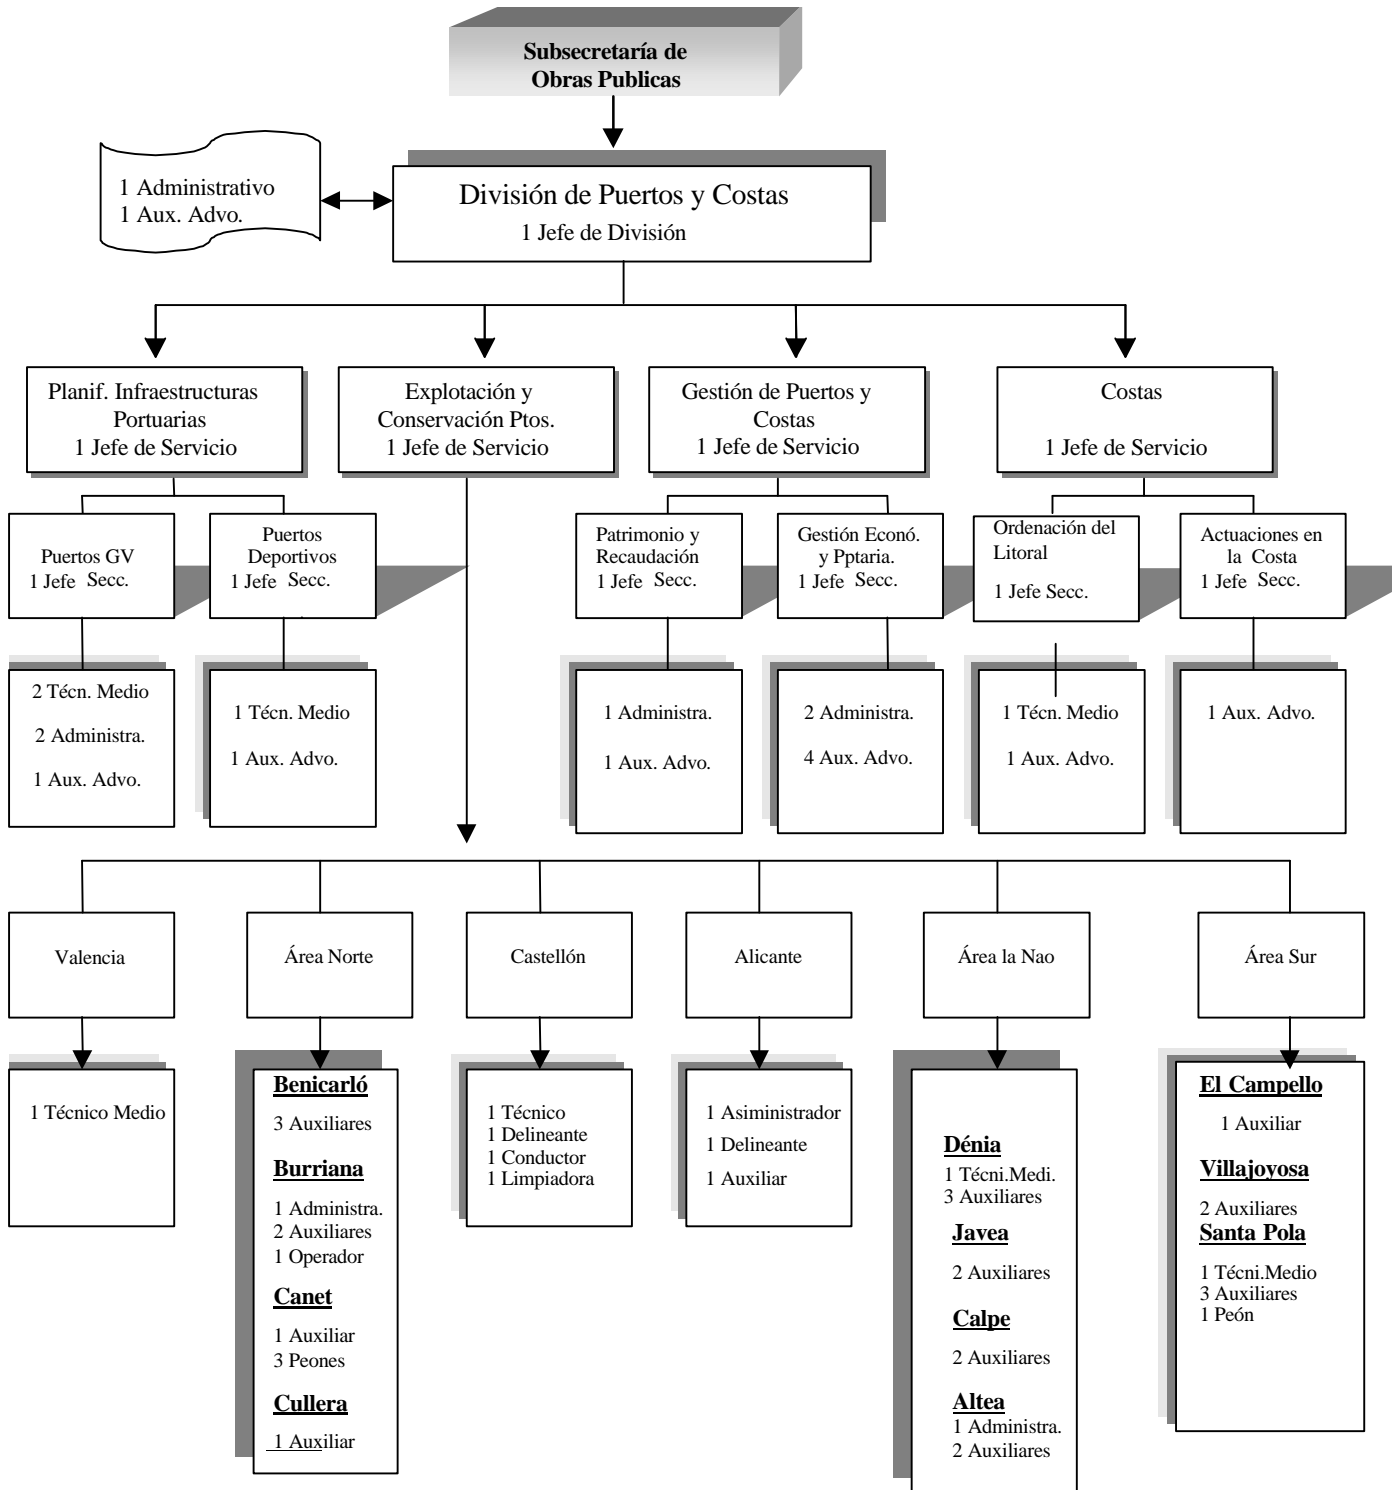 Subsecretaría de
Obras Publicas
1 Administrativo
1 Aux. Advo.
División de Puertos y Costas
1 Jefe de División
Planif. Infraestructuras
Portuarias
1 Jefe de Servicio
Explotación y
Conservación Ptos.
1 Jefe de Servicio
Gestión de Puertos y
Costas
1 Jefe de Servicio
Costas
1 Jefe de Servicio
Puertos GV
1 Jefe Secc.
Puertos
Deportivos
1 Jefe Secc.
Patrimonio y
Recaudación
1 Jefe Secc.
Gestión Econó.
y Pptaria.
1 Jefe Secc.
Ordenación del
Litoral
1 Jefe Secc.
Actuaciones en
la Costa
1 Jefe Secc.
2 Técn. Medio
2 Administra.
1 Aux. Advo.
1 Técn. Medio
1 Aux. Advo.
1 Administra.
1 Aux. Advo.
2 Administra.
4 Aux. Advo.
1 Técn. Medio
1 Aux. Advo.
1 Aux. Advo.
Valencia
Área Norte
Castellón
Alicante
Área la Nao
Área Sur
1 Técnico Medio
Benicarló
3 Auxiliares
Burriana
1 Administra.
2 Auxiliares
1 Operador
Canet
1 Auxiliar
3 Peones
Cullera
1 Auxiliar
1 Técnico
1 Delineante
1 Conductor
1 Limpiadora
1 Asiministrador
1 Delineante
1 Auxiliar
Dénia
1 Técni.Medi.
3 Auxiliares
Javea
2 Auxiliares
Calpe
2 Auxiliares
Altea
1 Administra.
2 Auxiliares
El Campello
1 Auxiliar
Villajoyosa
2 Auxiliares
Santa Pola
1 Técni.Medio
3 Auxiliares
1 Peón